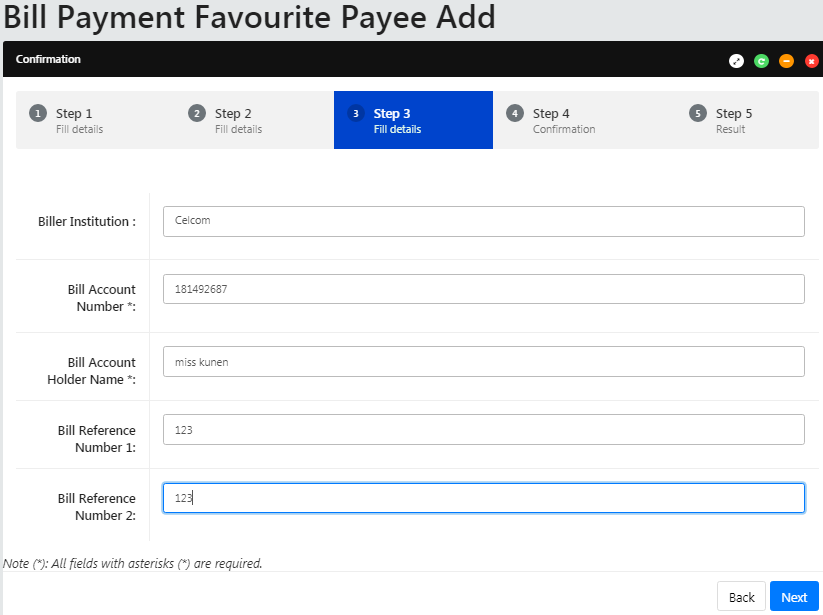 Bill Payment Favourite Payee Add
Confirmation
1 Step 1 2 Step 2 3 Step 3 4 Step 4 5 Step 5
Fill details Fill details Fill details Confirmation Result
Biller Institution : Celcom
Bill Account
Number *: 181492687
Bill Account
Holder Name *: miss kunen
Bill Reference
Number 1: 123
Bill Reference
Number 2: 123
Note (*): All fields with asterisks (*) are required.
Back Next